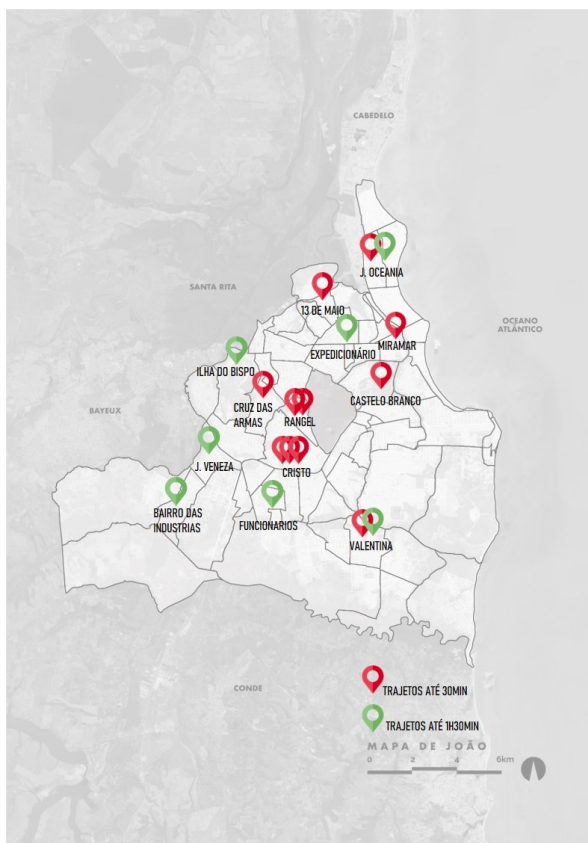 CABEDELO
J. OCEANIA
SANTA RITA
13 DE MAIO
OCEANO
ATLÂNTICO
MIRAMAR
EXPEDICIONÁRIO
ILHA DO BISPO
CASTELO BRANCO
CRUZ DAS
ARMAS
RANGEL
BAYEUX
J. VENEZA
CRISTO
BAIRRO DAS
INDUSTRIAS
FUNCIONARIOS
VALENTINA
CONDE
TRAJETOS ATÉ 30MIN
TRAJETOS ATÉ 1H30MIN
MAPA DE JOÃO
0 2 4 6km